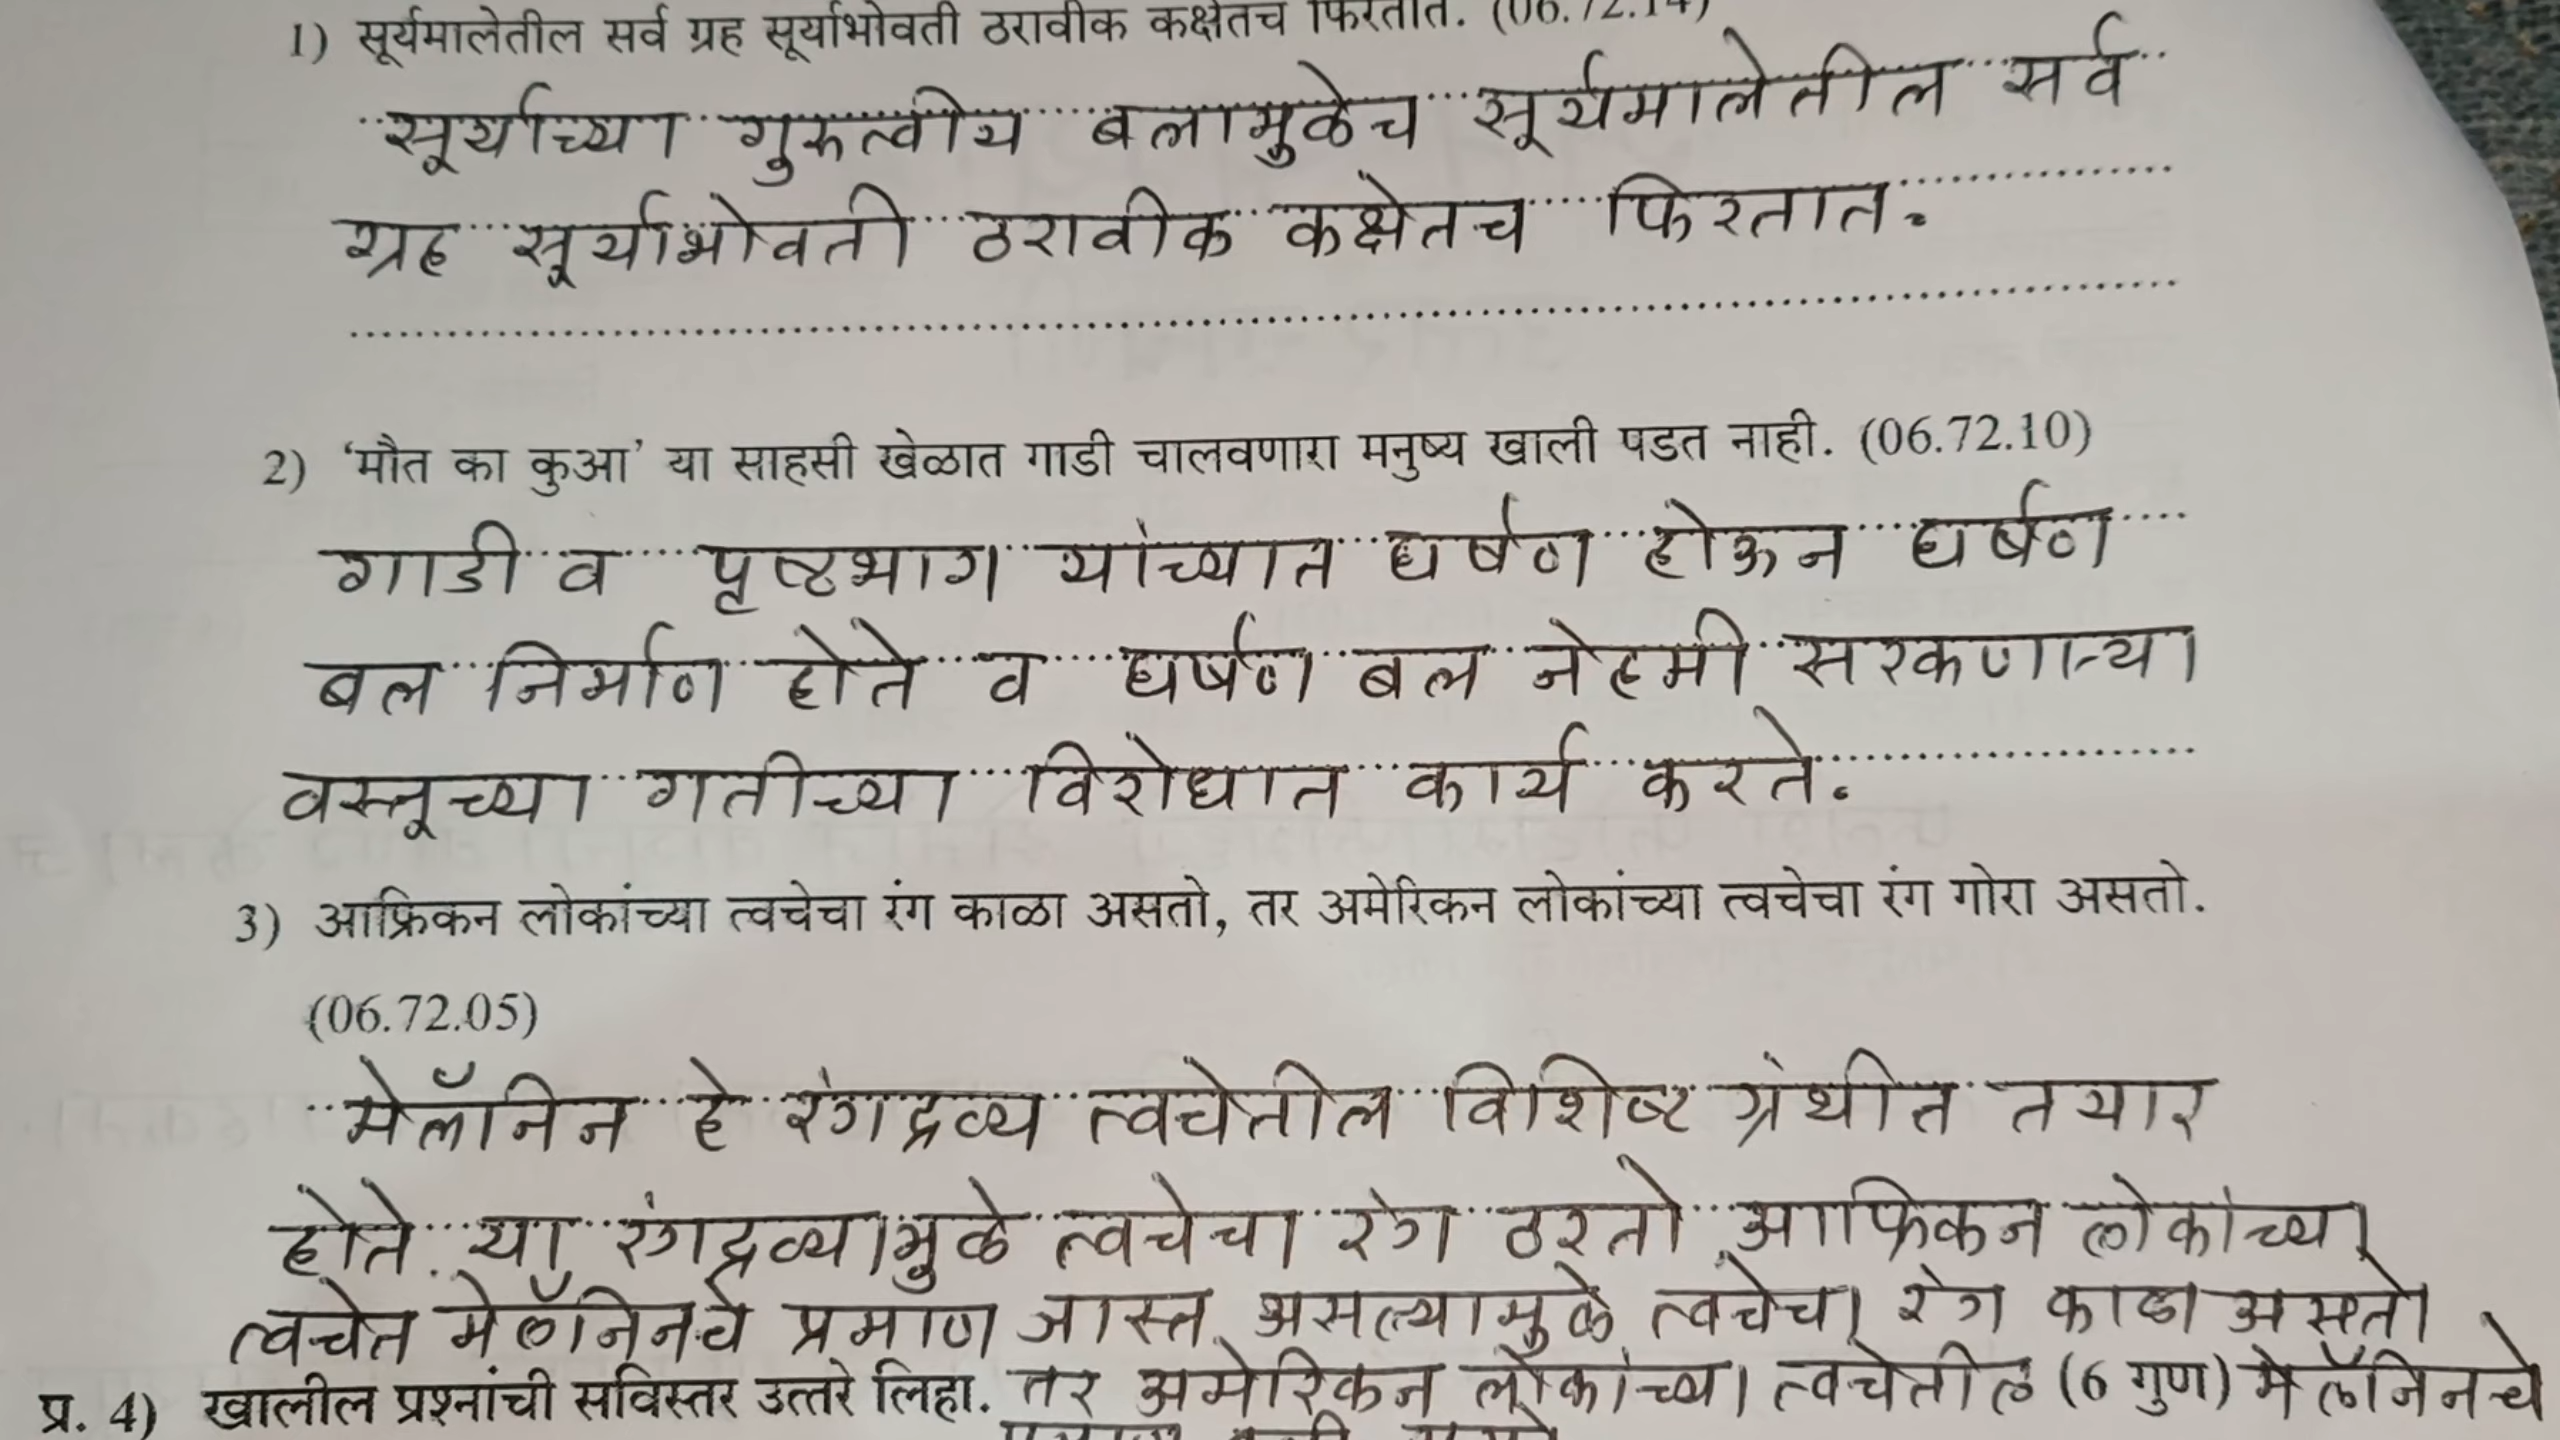 1) सूर्यमालेतील सर्व ग्रह सूर्याभोवती ठरावीक कक्षेतच फिरतात. (06.72.14)
सूर्याच्या गुरुत्वीय बलामुळेच सूर्यमालेतील सर्व
ग्रह सूर्याभोवती ठरावीक कक्षेतच फिरतात.
2) 'मौत का कुआ' या साहसी खेळात गाडी चालवणारा मनुष्य खाली पडत नाही. (06.72.10)
गाडी व पृष्टभाग यांच्यात घर्षण होऊन घर्षण
बल निर्माण होते व घर्षण बल नेहमी सरकणाऱ्या
वस्तूच्या गतीच्या विरोधात कार्य करते.
3) आफ्रिकन लोकांच्या त्वचेचा रंग काळा असतो, तर अमेरिकन लोकांच्या त्वचेचा रंग गोरा असतो.
(06.72.05)
मेलॅानिन हे रंगद्रव्य त्वचेतील विशिष्ट ग्रंथीत तयार
होते. या रंगद्रव्यामुळे त्वचेचा रंग ठरतो आफ्रिकन लोकांच्या
त्वचेत मेलॅानिनचे प्रमाण जास्त असल्यामुळे त्वचेचा रंग काळा असतो
प्र. 4) खालील प्रश्नांची सविस्तर उत्तरे लिहा. तर अमेरिकन लोकांच्या त्वचेतील (6 गुण) मेलॅानिनचे